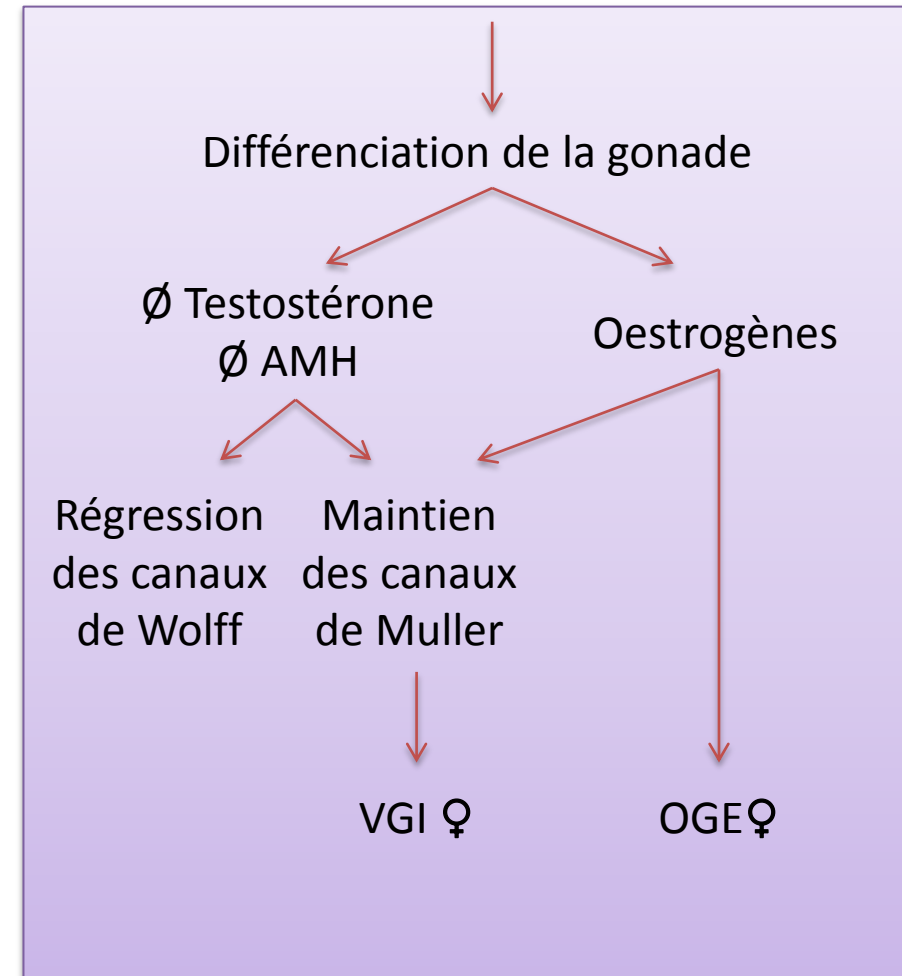 Différenciation de la gonade
Ø Testostérone
Ø AMH
Oestrogènes
Régression
des canaux
de Wolff
Maintien
des canaux
de Muller
VGI ♀
OGE♀